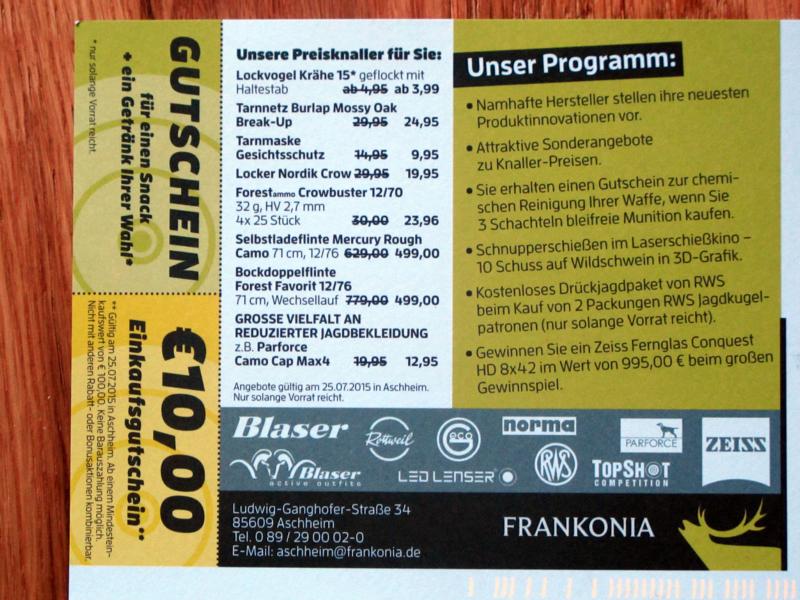 GUTSCHEIN
für einen Snack
+ ein Getränk Ihrer Wahl*
* nur solange Vorrat reicht.
€10,00
Einkaufsgutschein**
** Gültig am 25.07.2015 in Aschheim. Ab einem Mindestein-
kaufswert von € 100,00. Keine Barauszahlung möglich.
Nicht mit anderen Rabatt- oder Bonusaktionen kombinierbar.
Unsere Preisknaller für Sie:
Lockvogel Krähe 15* geflockt mit
Haltestab ab 4,95 ab 3,99
Tarnnetz Burlap Mossy Oak
Break-Up 29,95 24,95
Tarnmaske
Gesichtsschutz 14,95 9,95
Locker Nordik Crow 29,95 19,95
Forestammo Crowbuster 12/70
32 g, HV 2,7 mm
4x 25 Stück 30,00 23,96
Selbstladeflinte Mercury Rough
Camo 71 cm, 12/76 629,00 499,00
Bockdoppelflinte
Forest Favorit 12/76
71 cm, Wechsellauf 779,00 499,00
GROSSE VIELFALT AN
REDUZIERTER JAGDBEKLEIDUNG
z.B. Parforce
Camo Cap Max4 19,95 12,95
Angebote gültig am 25.07.2015 in Aschheim.
Nur solange Vorrat reicht.
Unser Programm:
• Namhafte Hersteller stellen ihre neuesten
Produktinnovationen vor.
• Attraktive Sonderangebote
zu Knaller-Preisen.
• Sie erhalten einen Gutschein zur chemi-
schen Reinigung Ihrer Waffe, wenn Sie
3 Schachteln bleifreie Munition kaufen.
• Schnupperschießen im Laserschießkino –
10 Schuss auf Wildschwein in 3D-Grafik.
• Kostenloses Drückjagdpaket von RWS
beim Kauf von 2 Packungen RWS Jagdkugel-
patronen (nur solange Vorrat reicht).
• Gewinnen Sie ein Zeiss Fernglas Conquest
HD 8x42 im Wert von 995,00 € beim großen
Gewinnspiel.
Blaser Rottweil GECO norma PARFORCE ZEISS
Blaser active outfits LED LENSER RWS TOPSHOT COMPETITION
Ludwig-Ganghofer-Straße 34
85609 Aschheim
Tel. 0 89 / 29 00 02-0
E-Mail: aschheim@frankonia.de
FRANKONIA